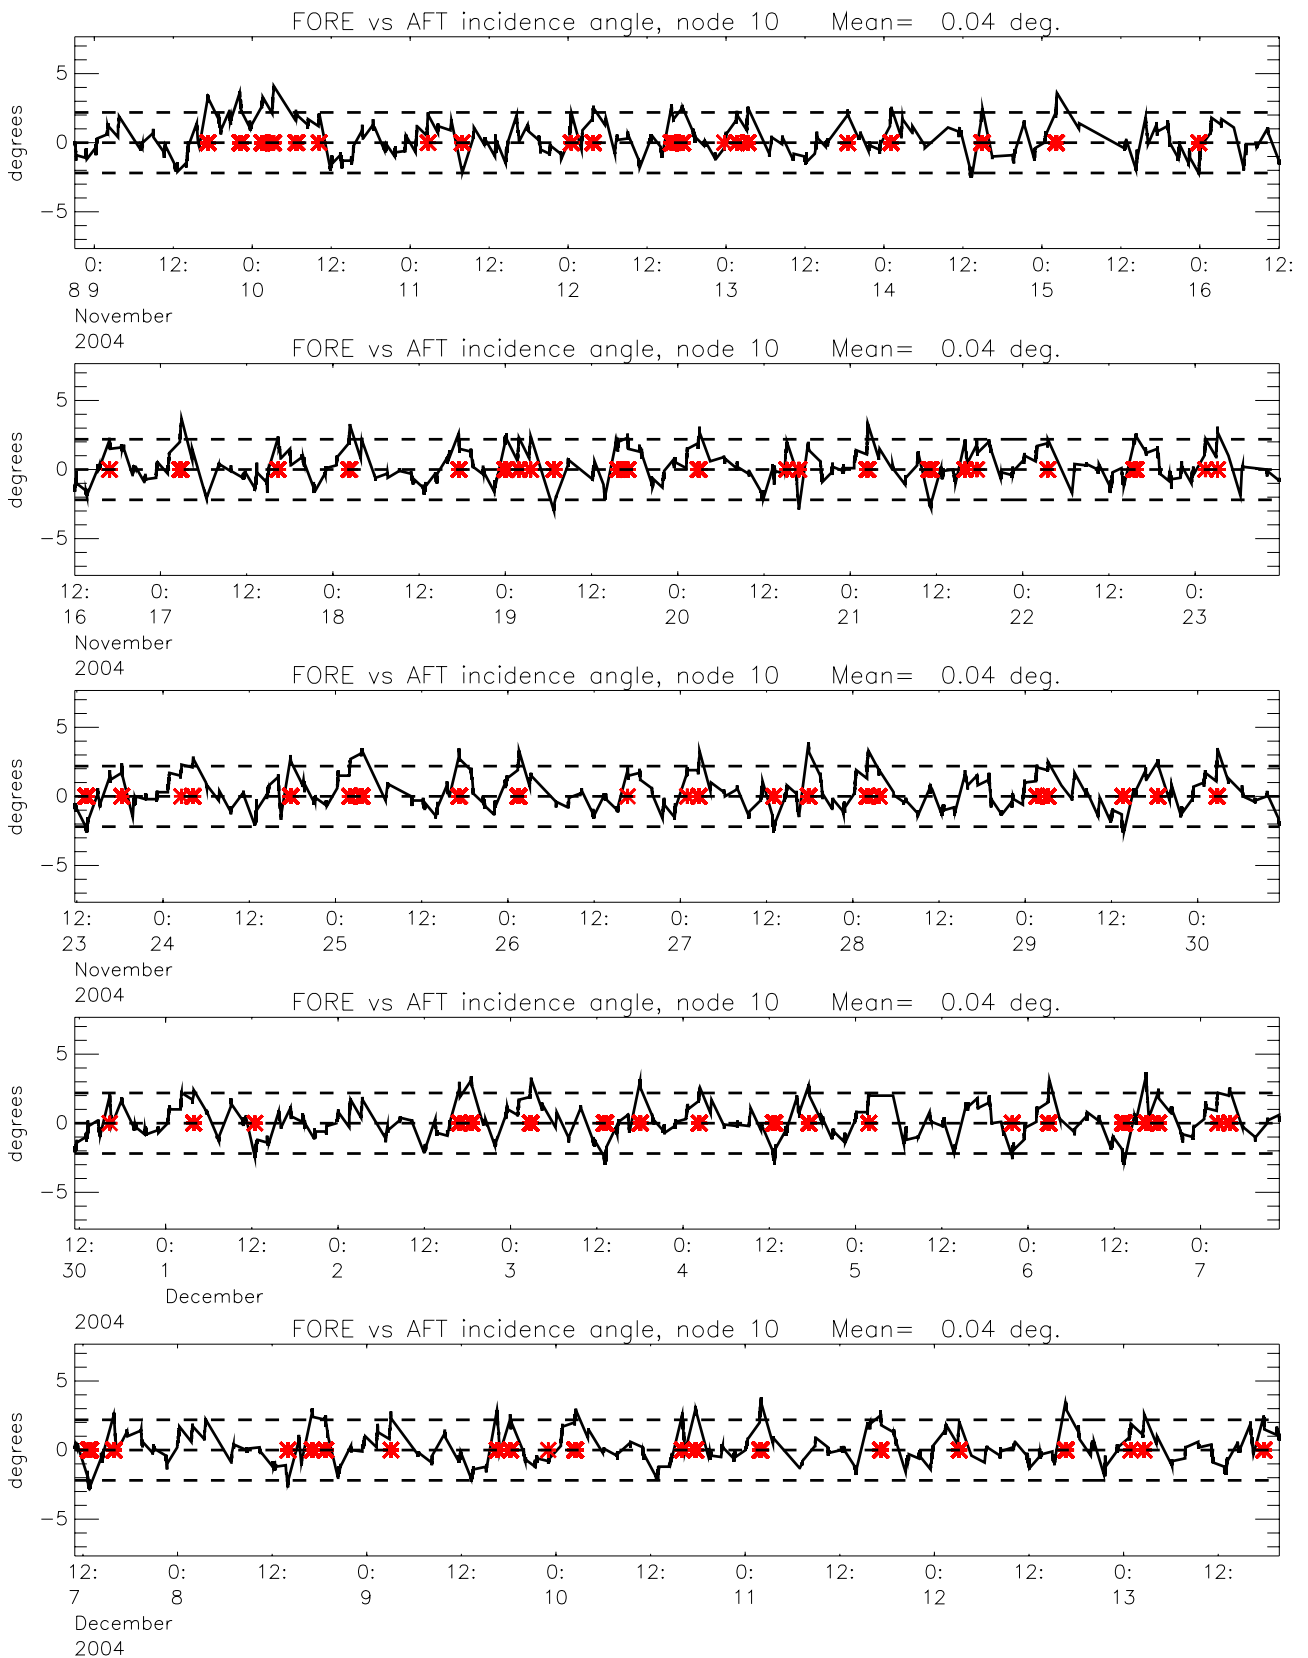 FORE vs AFT incidence angle, node 10 Mean= 0.04 deg.
degrees
5
0
−5
0: 12: 0: 12: 0: 12: 0: 12: 0: 12: 0: 12: 0: 12: 0: 12:
8 9 10 11 12 13 14 15 16
November
2004
FORE vs AFT incidence angle, node 10 Mean= 0.04 deg.
degrees
5
0
−5
12: 0: 12: 0: 12: 0: 12: 0: 12: 0: 12: 0: 12: 0:
16 17 18 19 20 21 22 23
November
2004
FORE vs AFT incidence angle, node 10 Mean= 0.04 deg.
degrees
5
0
−5
12: 0: 12: 0: 12: 0: 12: 0: 12: 0: 12: 0: 12: 0:
23 24 25 26 27 28 29 30
November
2004
FORE vs AFT incidence angle, node 10 Mean= 0.04 deg.
degrees
5
0
−5
12: 0: 12: 0: 12: 0: 12: 0: 12: 0: 12: 0: 12: 0:
30 1 2 3 4 5 6 7
December
2004
FORE vs AFT incidence angle, node 10 Mean= 0.04 deg.
degrees
5
0
−5
12: 0: 12: 0: 12: 0: 12: 0: 12: 0: 12: 0: 12:
7 8 9 10 11 12 13
December
2004